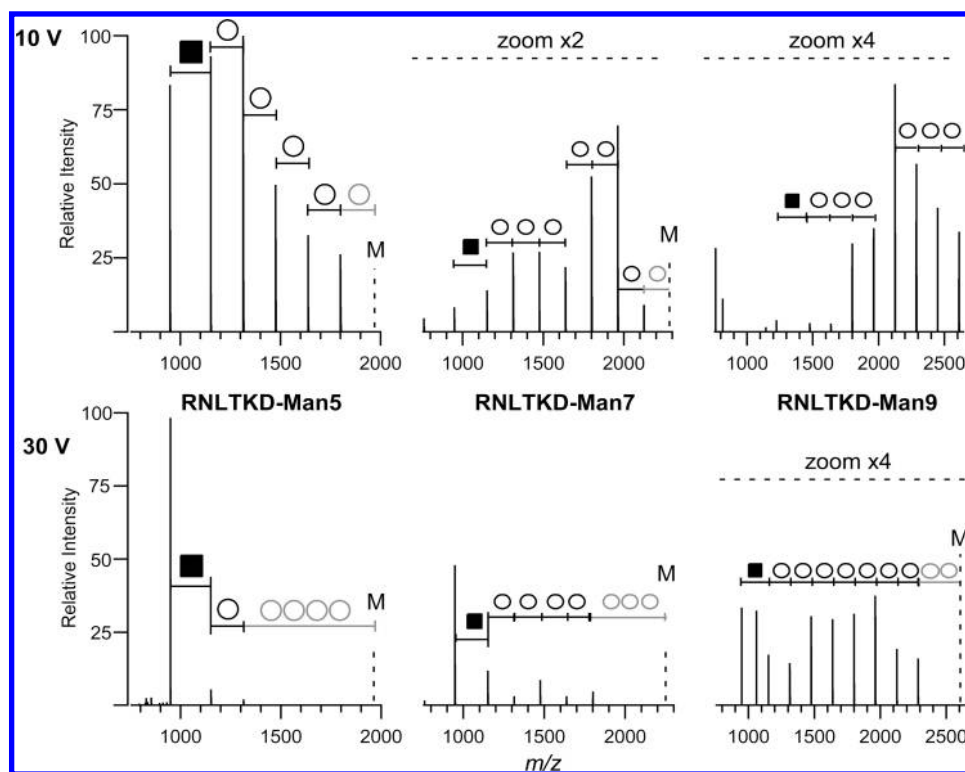 10 V
zoom x2
zoom x4
100
75
50
25
Relative Itensity
M
M
1000 1500 2000
1000 1500 2000
1000 1500 2000 2500
RNLTKD-Man5
RNLTKD-Man7
RNLTKD-Man9
30 V
zoom x4
100
75
50
25
Relative Intensity
M
M
M
1000 1500 2000
1000 1500 2000
1000 1500 2000 2500
m/z